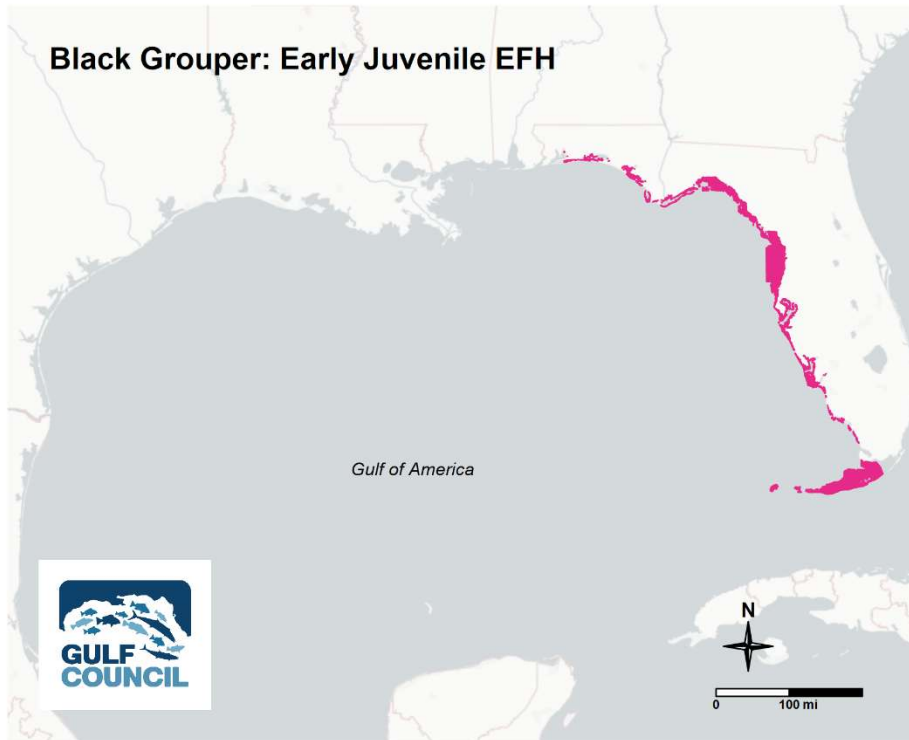 Black Grouper: Early Juvenile EFH
Gulf of America
GULF
COUNCIL
N
0 100 mi